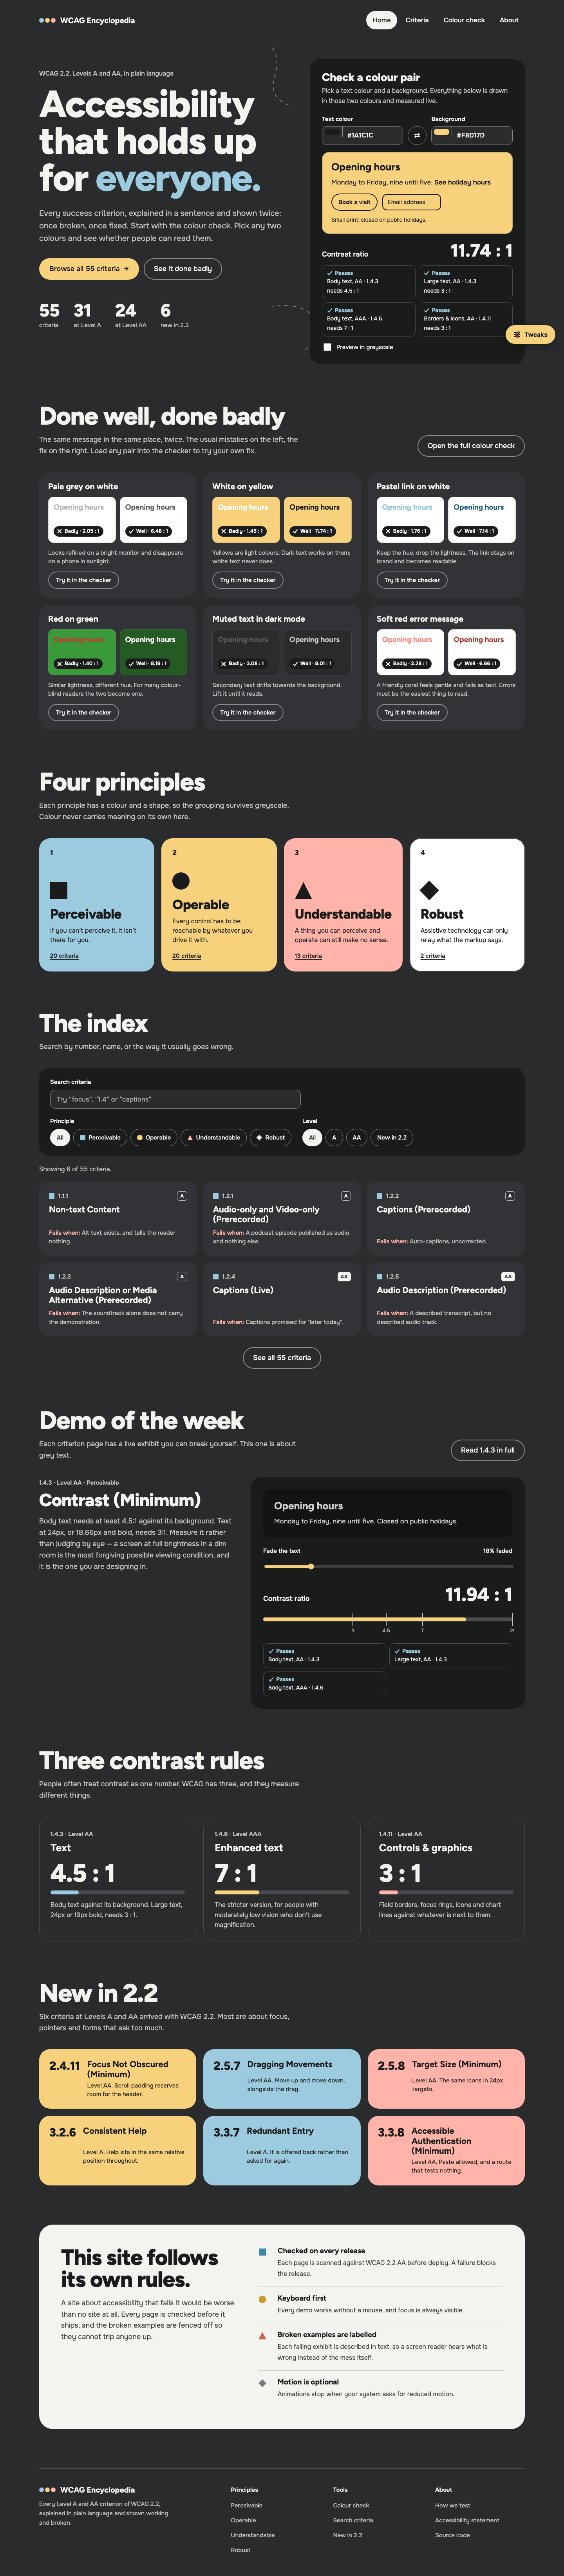 WCAG Encyclopedia
Home Criteria Colour check About
WCAG 2.2, Levels A and AA, in plain language
Accessibility
that holds up
for everyone.
Every success criterion, explained in a sentence and shown twice:
once broken, once fixed. Start with the colour check. Pick any two
colours and see whether people can read them.
Browse all 55 criteria →
See it done badly
55 31 24 6
criteria at Level A at Level AA new in 2.2
Check a colour pair
Pick a text colour and a background. Everything below is drawn
in those two colours and measured live.
Text colour Background
#1A1C1C ⇄ #F8D17D
Opening hours
Monday to Friday, nine until five. See holiday hours
Book a visit Email address
Small print: closed on public holidays.
Contrast ratio 11.74 : 1
Passes
Body text, AA · 1.4.3
needs 4.5 : 1
Passes
Large text, AA · 1.4.3
needs 3 : 1
Passes
Body text, AAA · 1.4.6
needs 7 : 1
Passes
Borders & icons, AA · 1.4.11
needs 3 : 1
Preview in greyscale
Tweaks
Done well, done badly
The same message in the same place, twice. The usual mistakes on the left, the
fix on the right. Load any pair into the checker to try your own fix.
Open the full colour check
Pale grey on white
Opening hours Opening hours
Badly · 2.05 : 1 Well · 6.48 : 1
Looks refined on a bright monitor and disappears
on a phone in sunlight.
Try it in the checker
White on yellow
Opening hours Opening hours
Badly · 1.45 : 1 Well · 11.74 : 1
Yellows are light colours. Dark text works on them;
white text never does.
Try it in the checker
Pastel link on white
Opening hours Opening hours
Badly · 1.76 : 1 Well · 7.14 : 1
Keep the hue, drop the lightness. The link stays on
brand and becomes readable.
Try it in the checker
Red on green
Opening hours Opening hours
Badly · 1.40 : 1 Well · 8.19 : 1
Similar lightness, different hue. For many colour-
blind readers the two become one.
Try it in the checker
Muted text in dark mode
Opening hours Opening hours
Badly · 2.08 : 1 Well · 8.01 : 1
Secondary text drifts towards the background.
Lift it until it reads.
Try it in the checker
Soft red error message
Opening hours Opening hours
Badly · 2.28 : 1 Well · 6.66 : 1
A friendly coral feels gentle and fails as text. Errors
must be the easiest thing to read.
Try it in the checker
Four principles
Each principle has a colour and a shape, so the grouping survives greyscale.
Colour never carries meaning on its own here.
1
Perceivable
If you can't perceive it, it isn't
there for you.
20 criteria
2
Operable
Every control has to be
reachable by whatever you
drive it with.
20 criteria
3
Understandable
A thing you can perceive and
operate can still make no sense.
13 criteria
4
Robust
Assistive technology can only
relay what the markup says.
2 criteria
The index
Search by number, name, or the way it usually goes wrong.
Search criteria
Try "focus", "1.4" or "captions"
Principle
All Perceivable Operable Understandable Robust
Level
All A AA New in 2.2
Showing 6 of 55 criteria.
1.1.1 A
Non-text Content
Fails when: Alt text exists, and tells the reader
nothing.
1.2.1 A
Audio-only and Video-only
(Prerecorded)
Fails when: A podcast episode published as audio
and nothing else.
1.2.2 A
Captions (Prerecorded)
Fails when: Auto-captions, uncorrected.
1.2.3 A
Audio Description or Media
Alternative (Prerecorded)
Fails when: The soundtrack alone does not carry
the demonstration.
1.2.4 AA
Captions (Live)
Fails when: Captions promised for "later today".
1.2.5 AA
Audio Description (Prerecorded)
Fails when: A described transcript, but no
described audio track.
See all 55 criteria
Demo of the week
Each criterion page has a live exhibit you can break yourself. This one is about
grey text.
Read 1.4.3 in full
1.4.3 · Level AA · Perceivable
Contrast (Minimum)
Body text needs at least 4.5:1 against its background. Text
at 24px, or 18.66px and bold, needs 3:1. Measure it rather
than judging by eye — a screen at full brightness in a dim
room is the most forgiving possible viewing condition, and
it is the one you are designing in.
Opening hours
Monday to Friday, nine until five. Closed on public holidays.
Fade the text 18% faded
Contrast ratio 11.94 : 1
3 4.5 7 21
Passes
Body text, AA · 1.4.3
Passes
Large text, AA · 1.4.3
Passes
Body text, AAA · 1.4.6
Three contrast rules
People often treat contrast as one number. WCAG has three, and they measure
different things.
1.4.3 · Level AA
Text
4.5 : 1
Body text against its background. Large text,
24px or 19px bold, needs 3 : 1.
1.4.6 · Level AAA
Enhanced text
7 : 1
The stricter version, for people with
moderately low vision who don't use
magnification.
1.4.11 · Level AA
Controls & graphics
3 : 1
Field borders, focus rings, icons and chart
lines against whatever is next to them.
New in 2.2
Six criteria at Levels A and AA arrived with WCAG 2.2. Most are about focus,
pointers and forms that ask too much.
2.4.11 Focus Not Obscured
(Minimum)
Level AA. Scroll padding reserves
room for the header.
2.5.7 Dragging Movements
Level AA. Move up and move down,
alongside the drag.
2.5.8 Target Size (Minimum)
Level AA. The same icons in 24px
targets.
3.2.6 Consistent Help
Level A. Help sits in the same relative
position throughout.
3.3.7 Redundant Entry
Level A. It is offered back rather than
asked for again.
3.3.8 Accessible
Authentication
(Minimum)
Level AA. Paste allowed, and a route
that tests nothing.
This site follows
its own rules.
A site about accessibility that fails it would be worse
than no site at all. Every page is checked before it
ships, and the broken examples are fenced off so
they cannot trip anyone up.
Checked on every release
Each page is scanned against WCAG 2.2 AA before deploy. A failure blocks
the release.
Keyboard first
Every demo works without a mouse, and focus is always visible.
Broken examples are labelled
Each failing exhibit is described in text, so a screen reader hears what is
wrong instead of the mess itself.
Motion is optional
Animations stop when your system asks for reduced motion.
WCAG Encyclopedia
Every Level A and AA criterion of WCAG 2.2,
explained in plain language and shown working
and broken.
Principles
Perceivable
Operable
Understandable
Robust
Tools
Colour check
Search criteria
New in 2.2
About
How we test
Accessibility statement
Source code